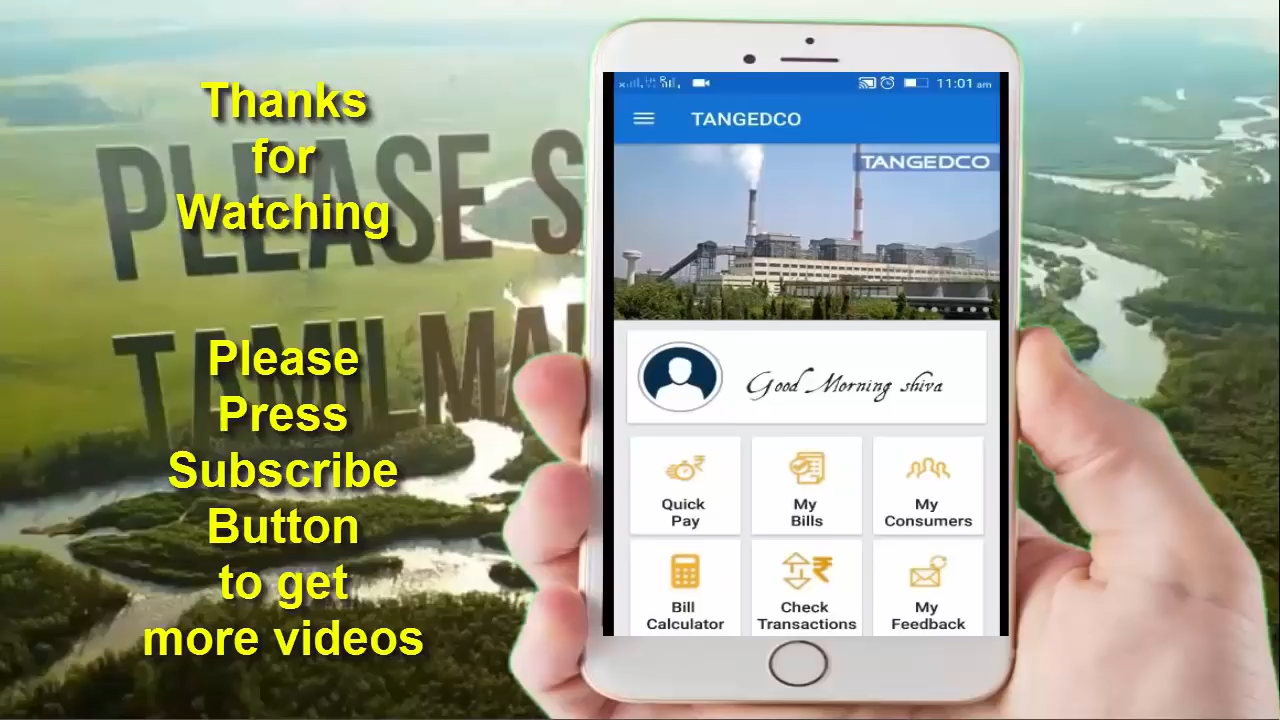 Thanks
for
Watching
Please
Press
Subscribe
Button
to get
more videos
PLEASE S
TAMILMA
11:01 am
TANGEDCO
TANGEDCO
Good Morning shiva
Quick
Pay
My
Bills
My
Consumers
Bill
Calculator
Check
Transactions
My
Feedback